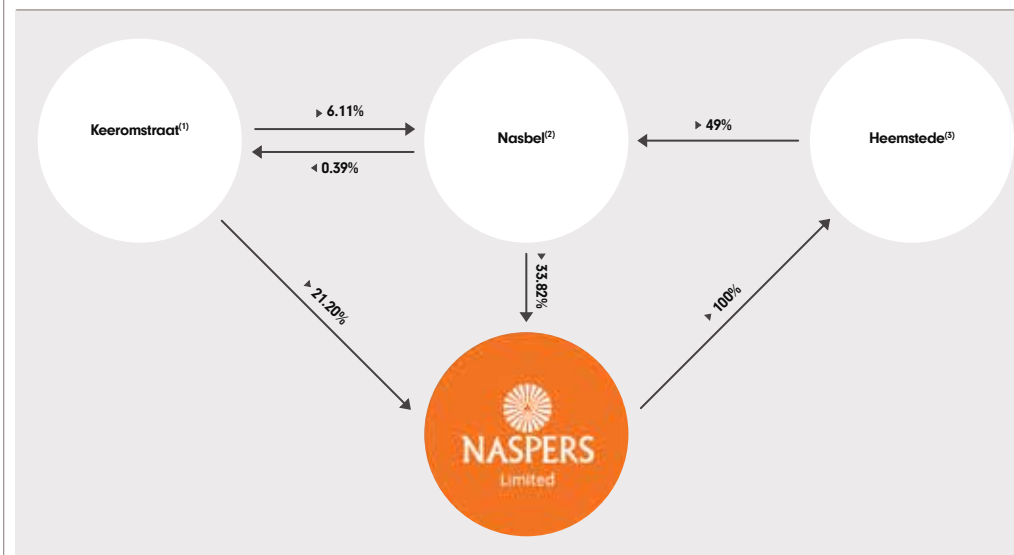 ▶ 6.11%
Keeromstraat(1)
◀ 0.39%
Nasbel(2)
▶ 49%
Heemstede(3)
▲ 21.20%
▼ 33.82%
▼ 100%
NASPERS
Limited